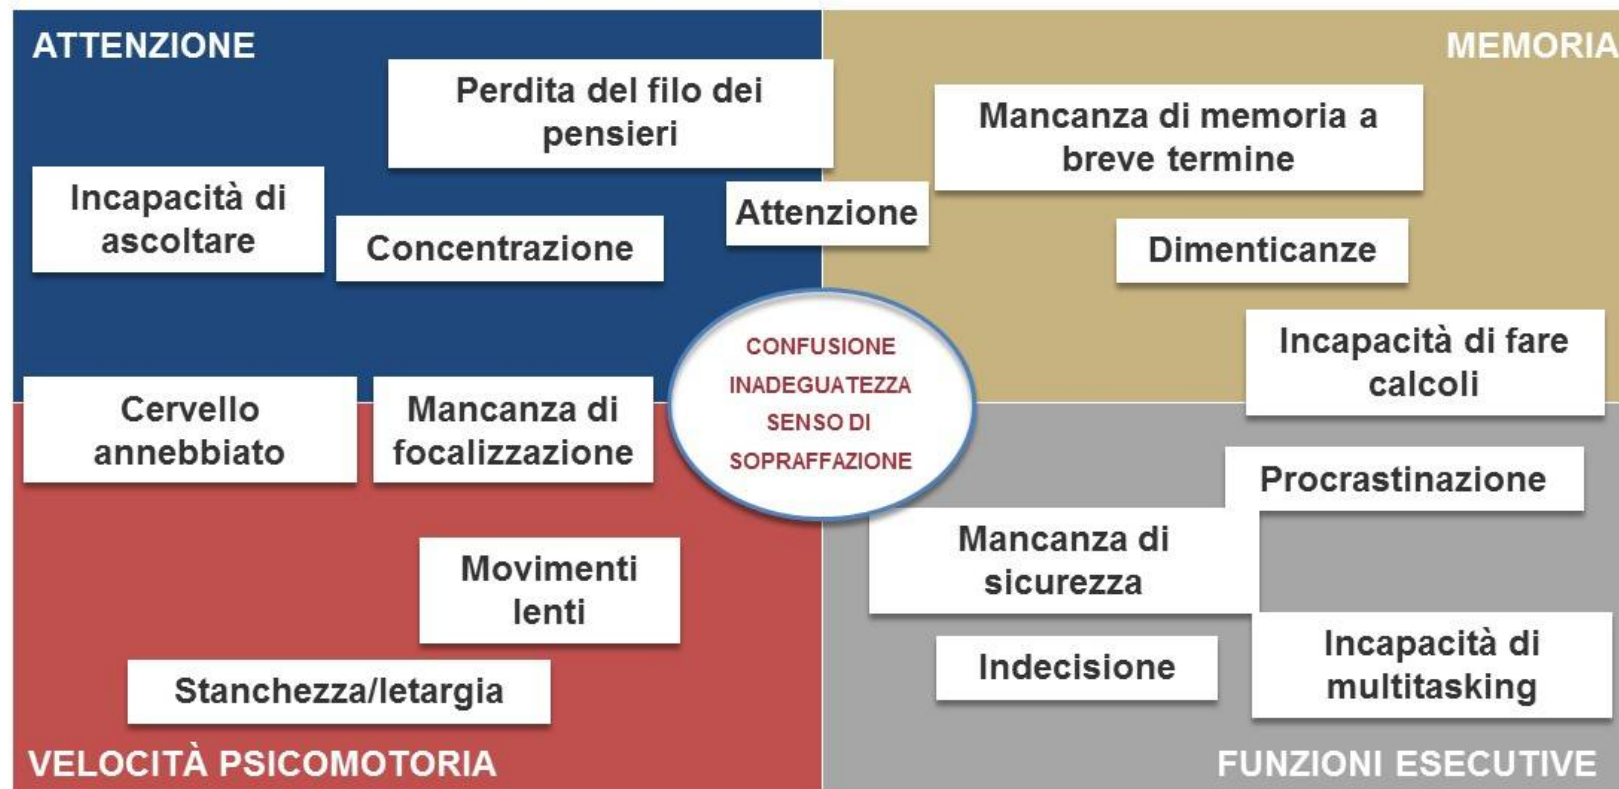 ATTENZIONE
MEMORIA
Perdita del filo dei
pensieri
Mancanza di memoria a
breve termine
Incapacità di
ascoltare
Concentrazione
Attenzione
Dimenticanze
CONFUSIONE
INADEGUATEZZA
SENSO DI
SOPRAFFAZIONE
Incapacità di fare
calcoli
Cervello
annebbiato
Mancanza di
focalizzazione
Procrastinazione
Movimenti
lenti
Mancanza di
sicurezza
Stanchezza/letargia
Indecisione
Incapacità di
multitasking
VELOCITÀ PSICOMOTORIA
FUNZIONI ESECUTIVE